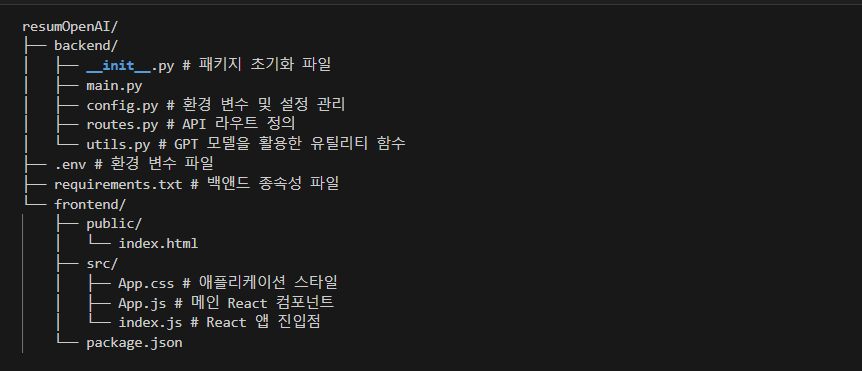 resumOpenAI/
├── backend/
│   ├── __init__.py # 패키지 초기화 파일
│   ├── main.py
│   ├── config.py # 환경 변수 및 설정 관리
│   ├── routes.py # API 라우트 정의
│   └── utils.py # GPT 모델을 활용한 유틸리티 함수
├── .env # 환경 변수 파일
├── requirements.txt # 백앤드 종속성 파일
└── frontend/
    ├── public/
    │   └── index.html
    ├── src/
    │   ├── App.css # 애플리케이션 스타일
    │   ├── App.js # 메인 React 컴포넌트
    │   └── index.js # React 앱 진입점
    └── package.json